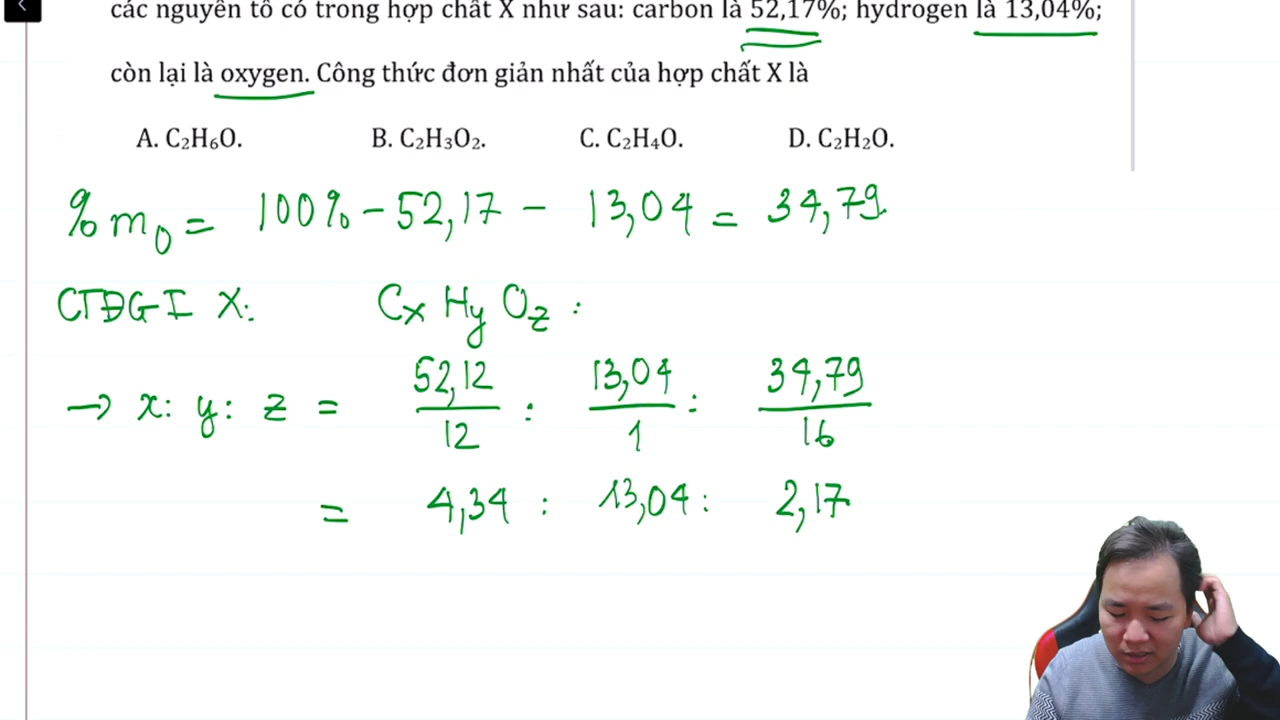 các nguyên tố có trong hợp chất X như sau: carbon là 52,17%; hydrogen là 13,04%;
còn lại là oxygen. Công thức đơn giản nhất của hợp chất X là
A. C₂H₆O. B. C₂H₃O₂. C. C₂H₄O. D. C₂H₂O.
%mO = 100% - 52,17 - 13,04 = 34,79
CTĐGI X: CxHyOz :
→ x: y: z = 52,12/12 : 13,04/1 : 34,79/16
= 4,34 : 13,04 : 2,17